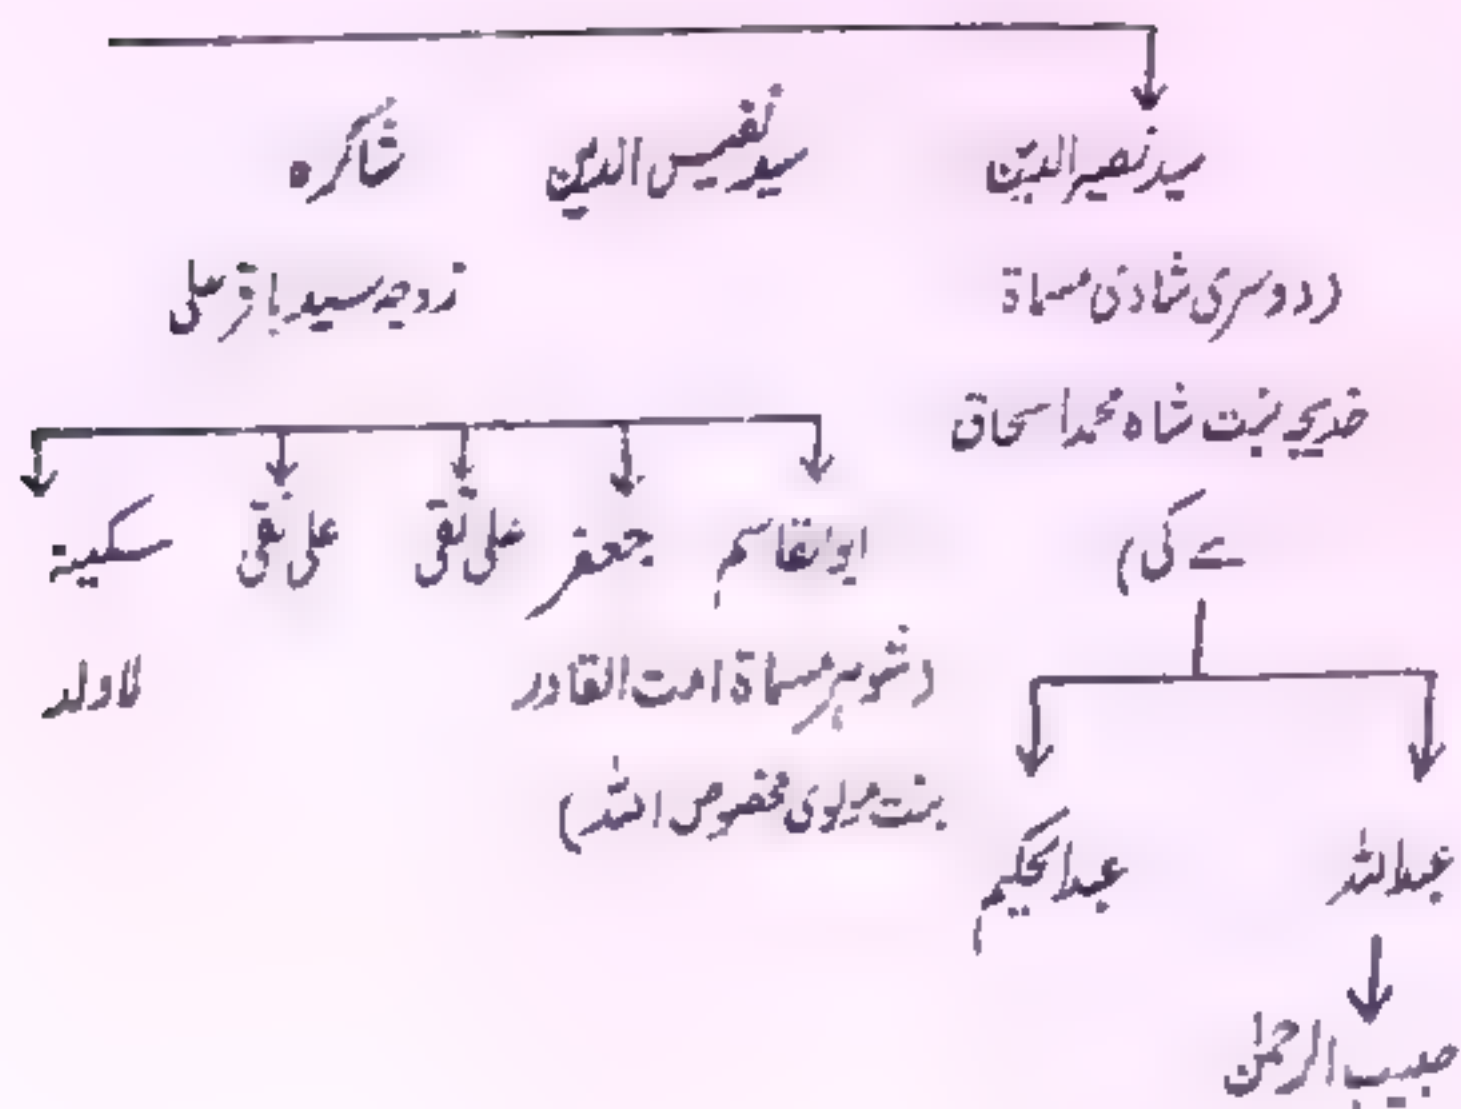 سید نصیر الدین سید نفیس الدین شاکرہ
(دوسری شادی مسماۃ زوجہ سید باقر علی
خدیجہ بنت شاہ محمد اسحاق
سے کی)
ابوالقاسم جعفر علی تقی علی نقی سکینہ
(شوہر مسماۃ امت القادر لاولد
بنت مولوی مخصوص اللہ)
عبداللہ عبدالحکیم
حبیب الرحمٰن